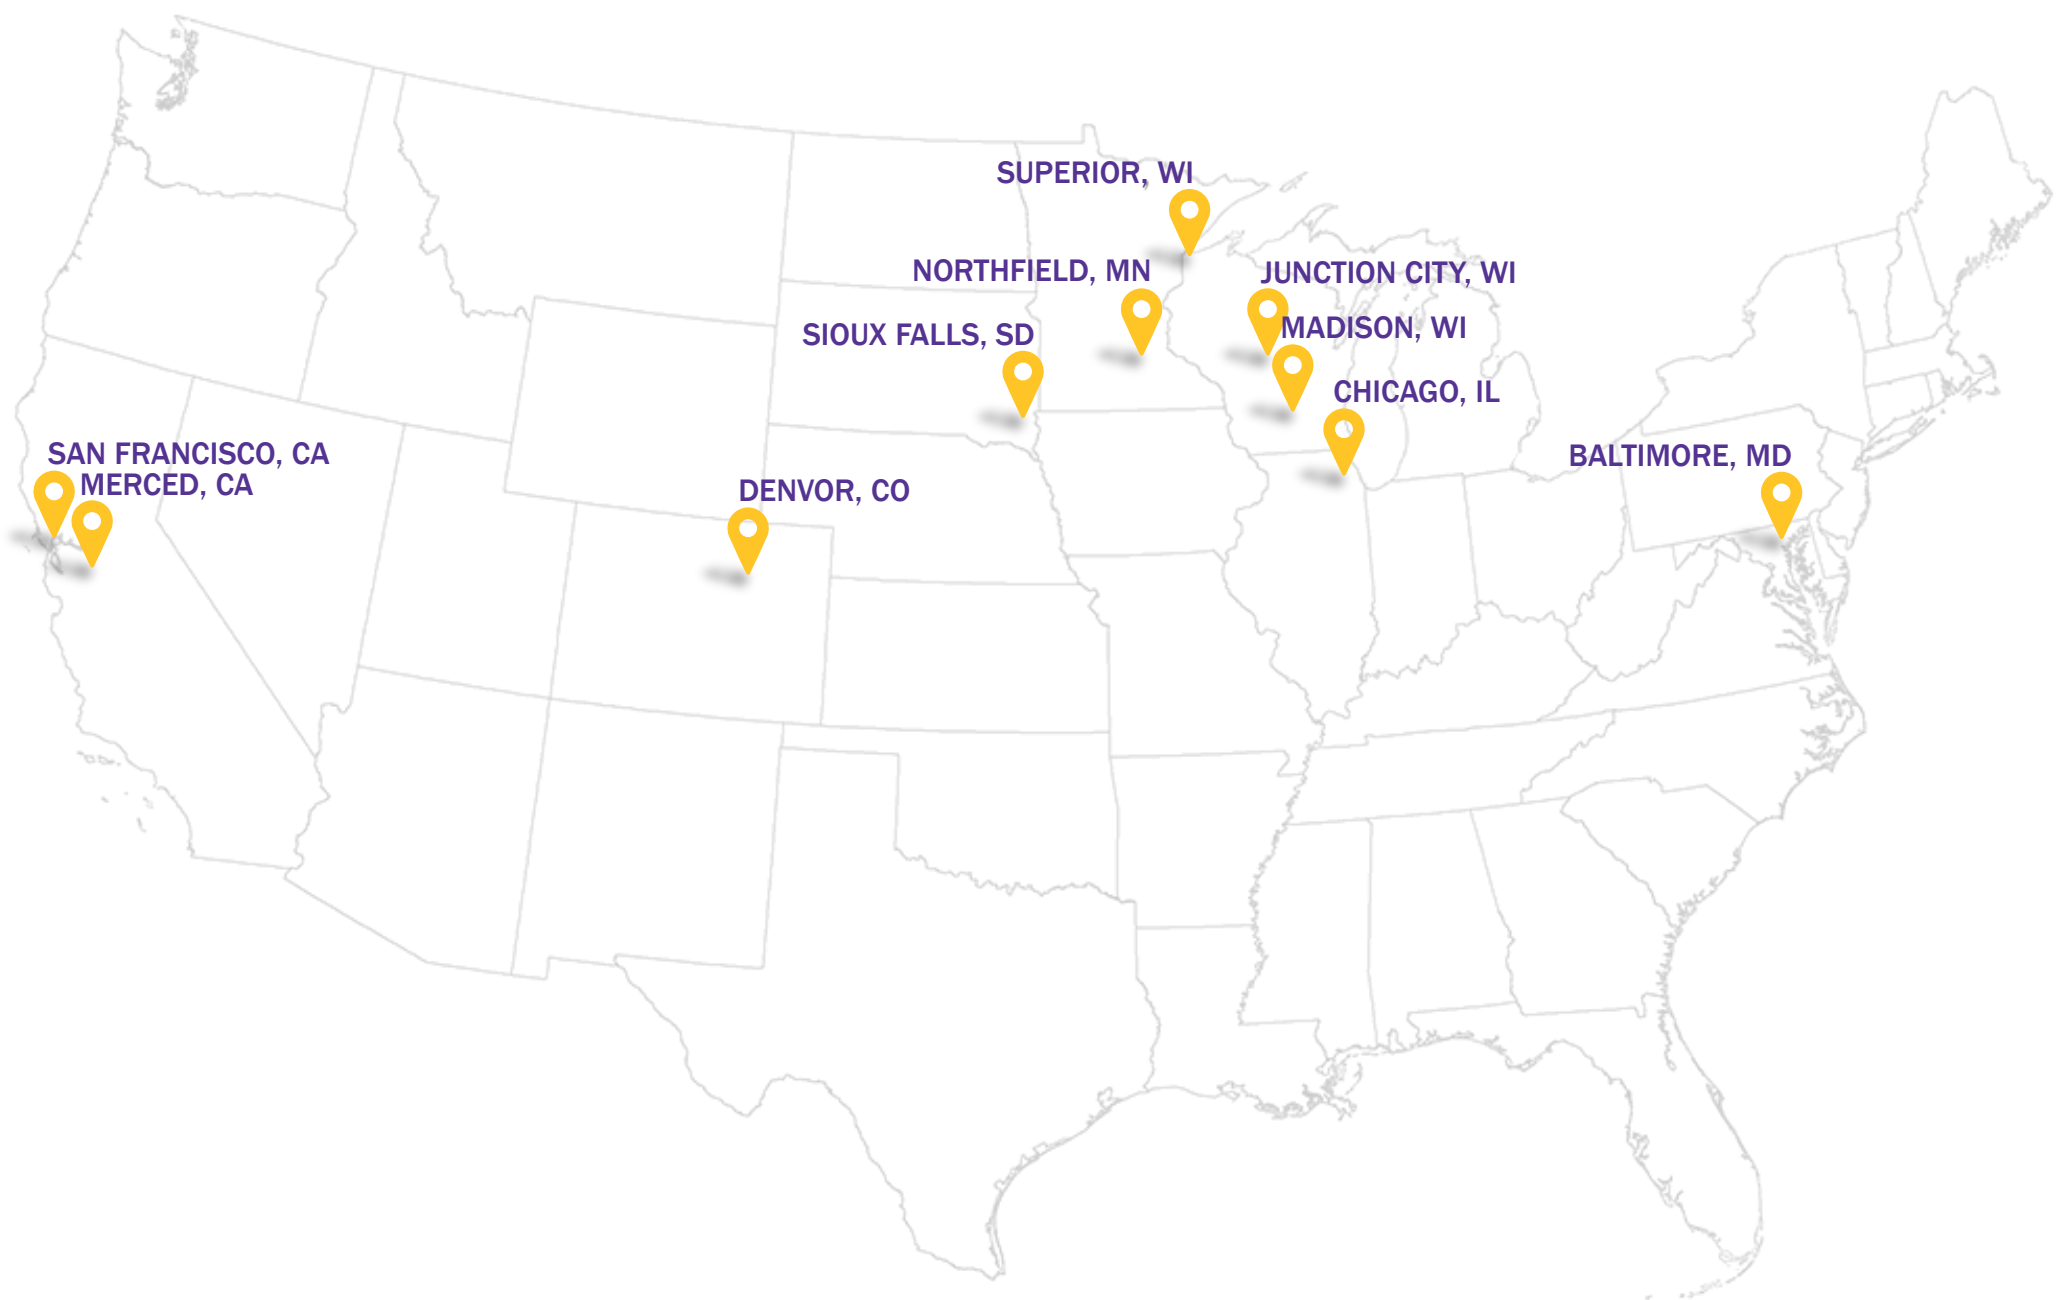 SUPERIOR, WI
NORTHFIELD, MN
JUNCTION CITY, WI
SIOUX FALLS, SD
MADISON, WI
CHICAGO, IL
SAN FRANCISCO, CA
MERCED, CA
DENVOR, CO
BALTIMORE, MD